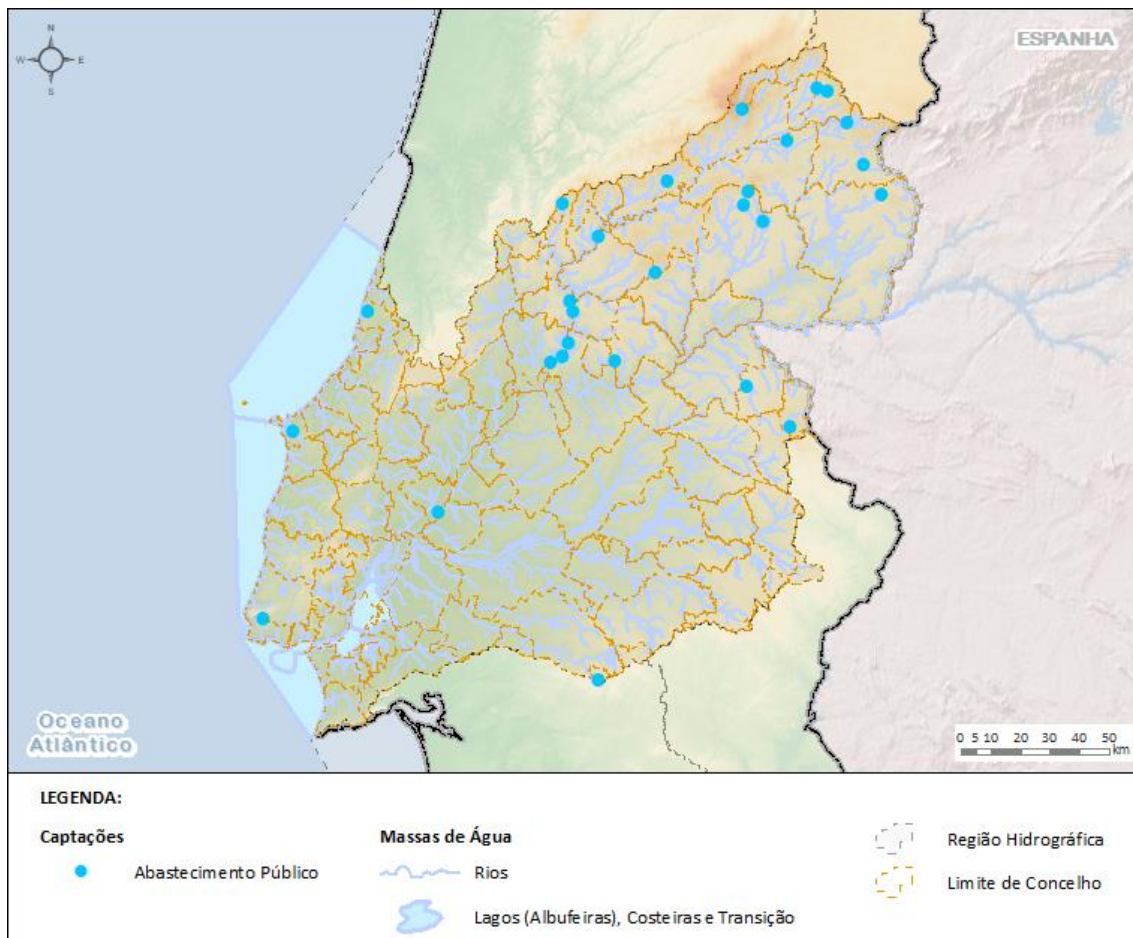 N
W E
S
ESPANHA
Oceano
Atlântico
0 5 10 20 30 40 50
km
LEGENDA:
Captações
Abastecimento Público
Massas de Água
Rios
Lagos (Albufeiras), Costeiras e Transição
Região Hidrográfica
Limite de Concelho